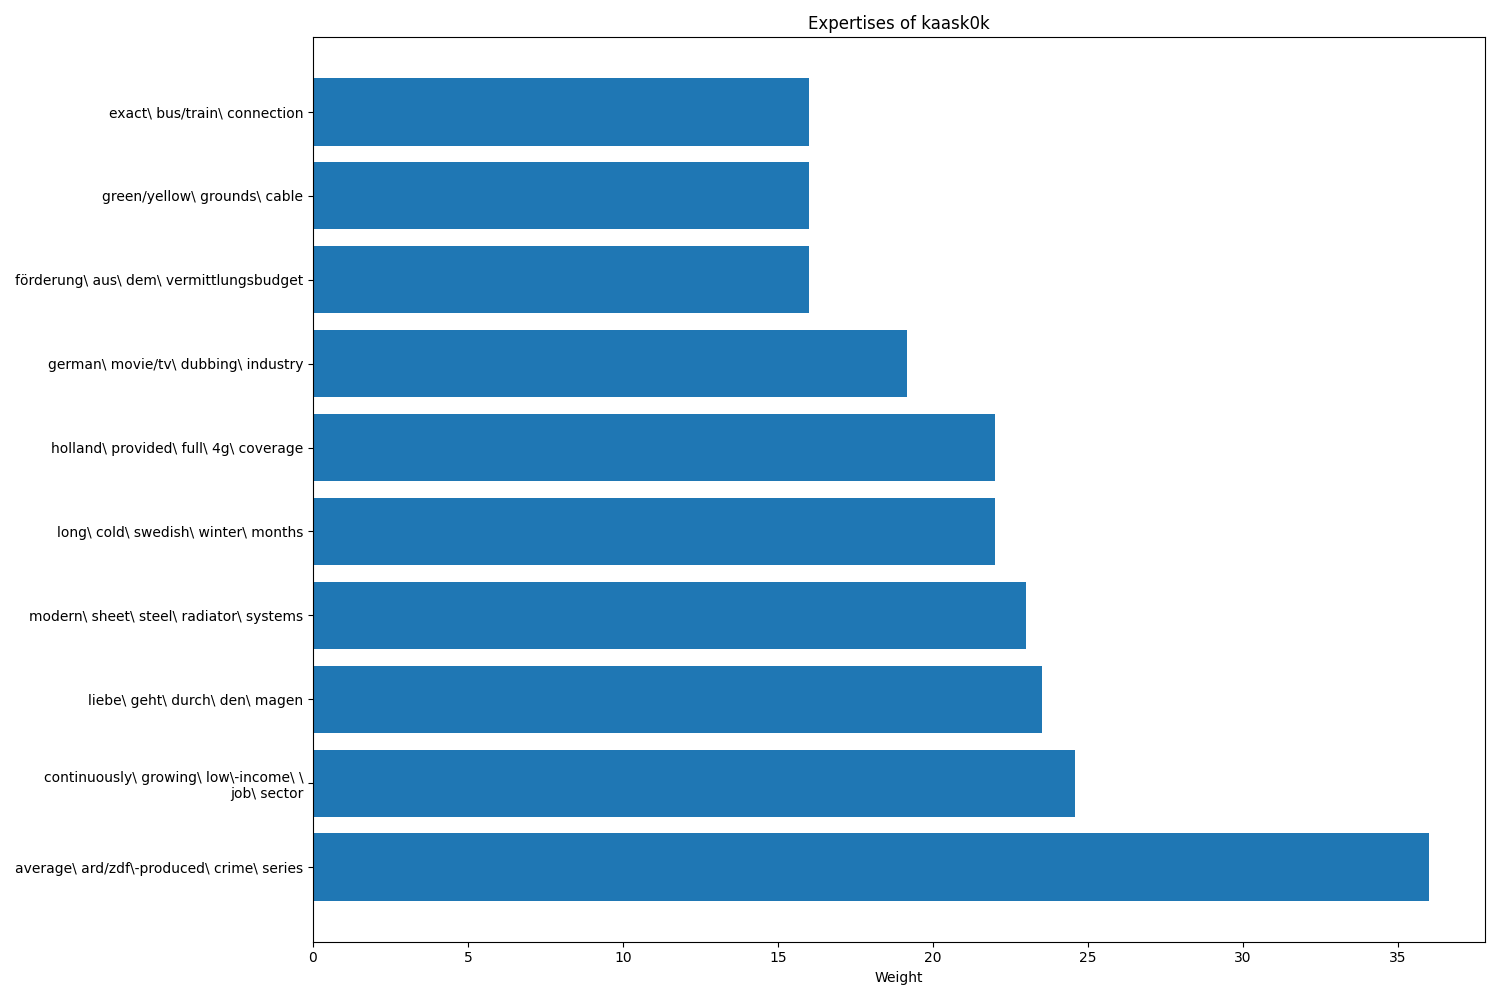 Expertises of kaask0k
exact\ bus/train\ connection
green/yellow\ grounds\ cable
förderung\ aus\ dem\ vermittlungsbudget
german\ movie/tv\ dubbing\ industry
holland\ provided\ full\ 4g\ coverage
long\ cold\ swedish\ winter\ months
modern\ sheet\ steel\ radiator\ systems
liebe\ geht\ durch\ den\ magen
continuously\ growing\ low\-income\ \
job\ sector
average\ ard/zdf\-produced\ crime\ series
0 5 10 15 20 25 30 35
Weight